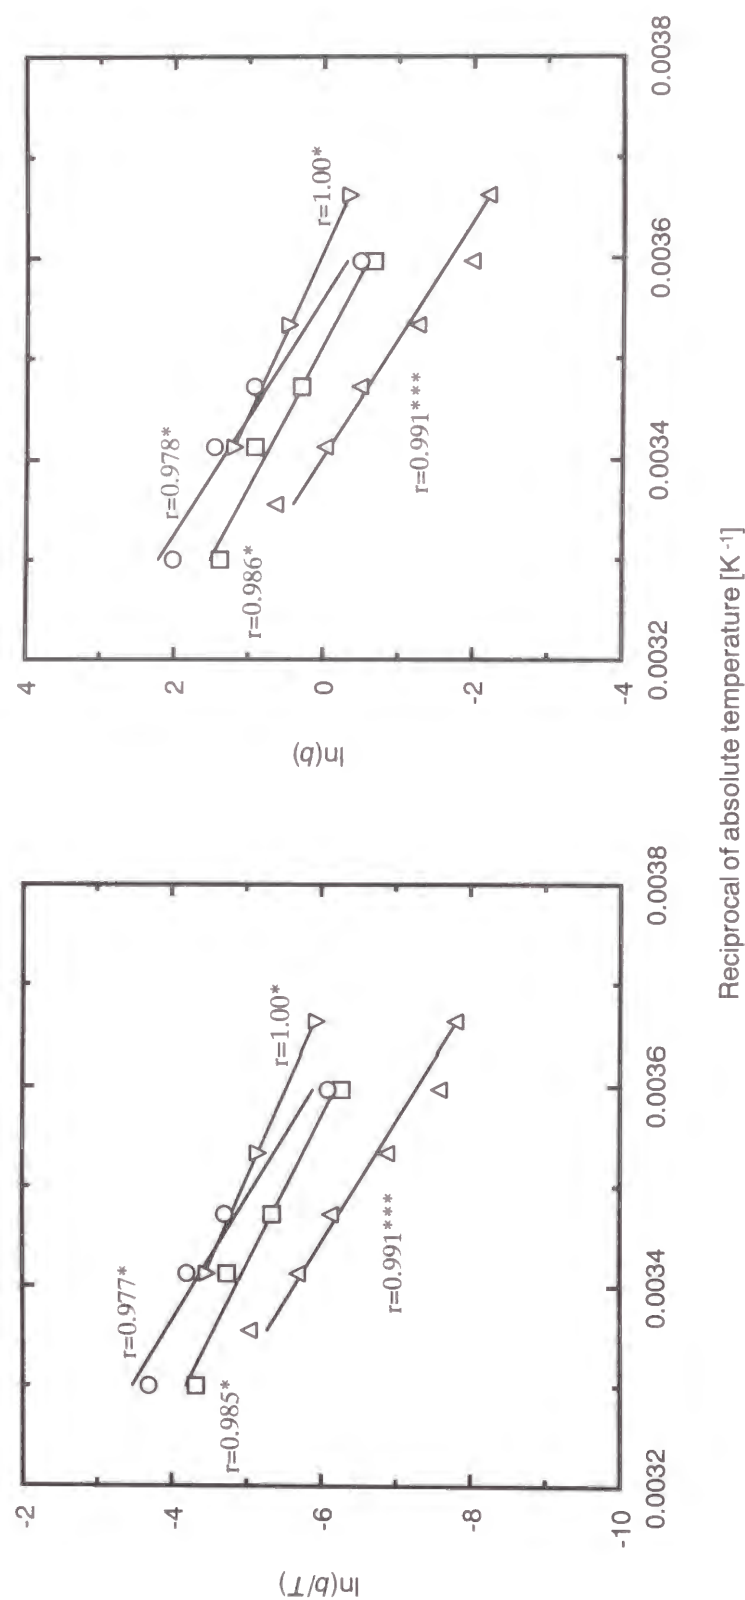 ln(b/T)
-2
-4
-6
-8
-10
0.0032
0.0034
0.0036
0.0038
r=0.977*
r=1.00*
r=0.985*
r=0.991***
ln(b)
4
2
0
-2
-4
0.0032
0.0034
0.0036
0.0038
r=0.978*
r=1.00*
r=0.986*
r=0.991***
Reciprocal of absolute temperature [K⁻¹]